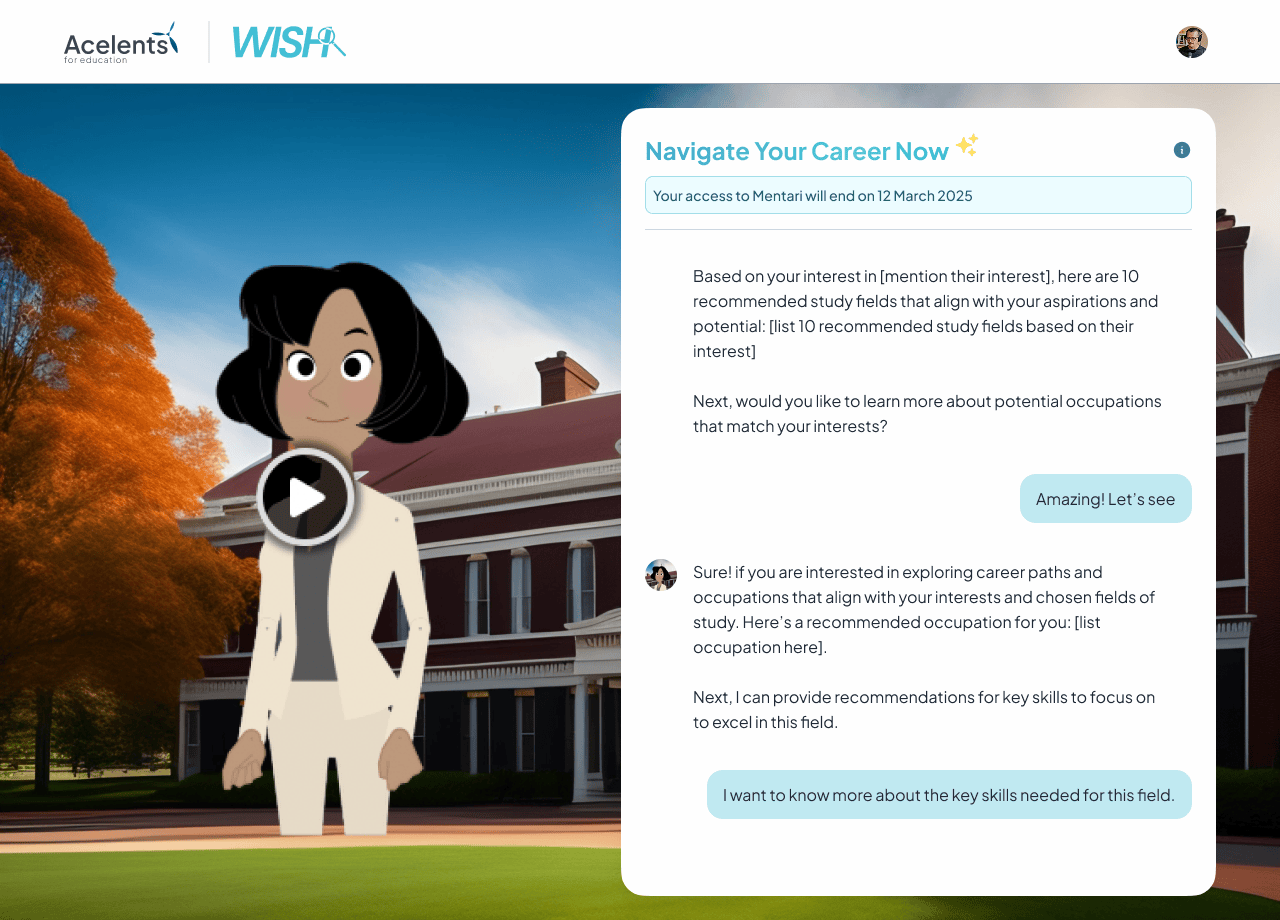 Acelents
for education
WISH
Navigate Your Career Now
Your access to Mentari will end on 12 March 2025
Based on your interest in [mention their interest], here are 10
recommended study fields that align with your aspirations and
potential: [list 10 recommended study fields based on their
interest]
Next, would you like to learn more about potential occupations
that match your interests?
Amazing! Let’s see
Sure! if you are interested in exploring career paths and
occupations that align with your interests and chosen fields of
study. Here’s a recommended occupation for you: [list
occupation here].
Next, I can provide recommendations for key skills to focus on
to excel in this field.
I want to know more about the key skills needed for this field.